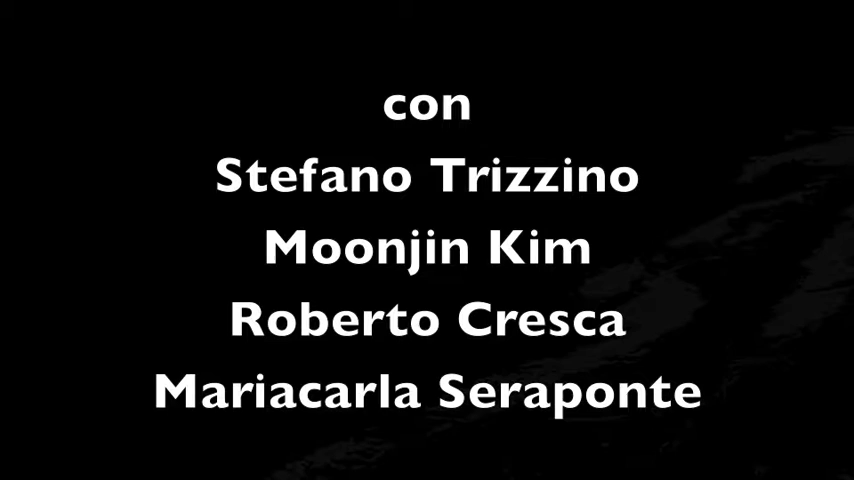 con
Stefano Trizzino
Moonjin Kim
Roberto Cresca
Mariacarla Seraponte